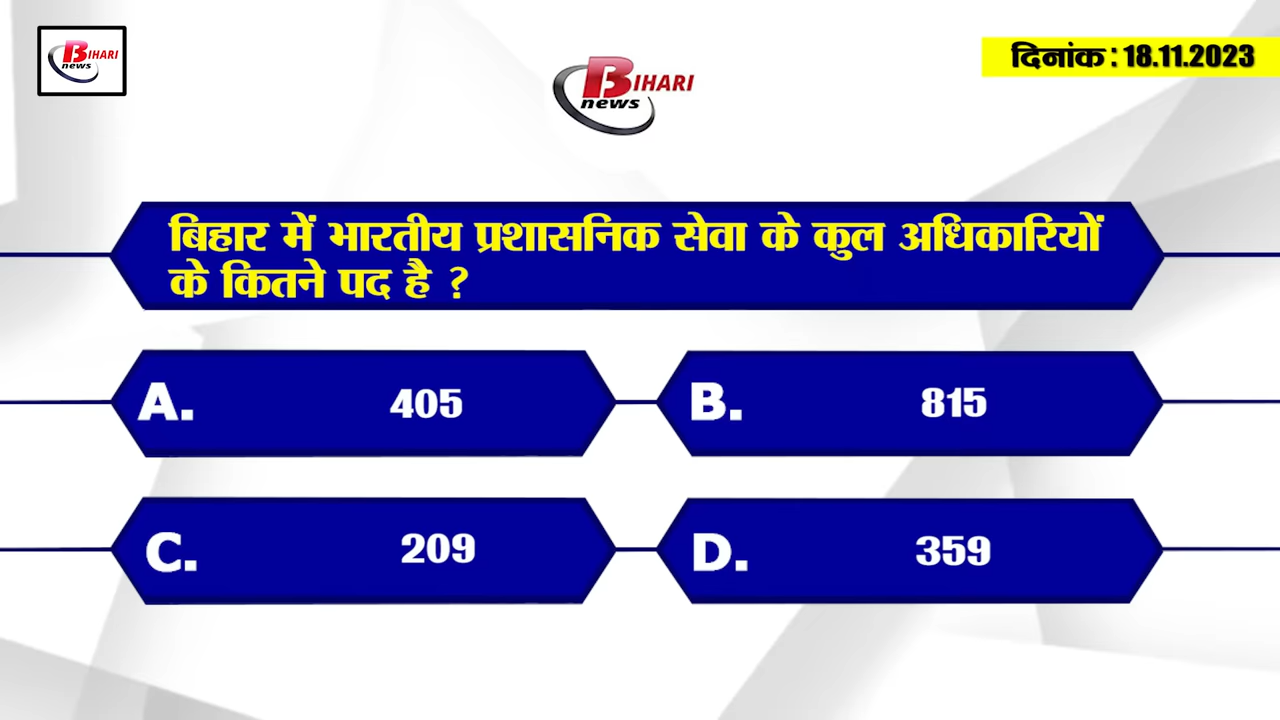 BIHARI
news
BIHARI
news
दिनांक : 18.11.2023
बिहार में भारतीय प्रशासनिक सेवा के कुल अधिकारियों
के कितने पद है ?
A. 405
B. 815
C. 209
D. 359